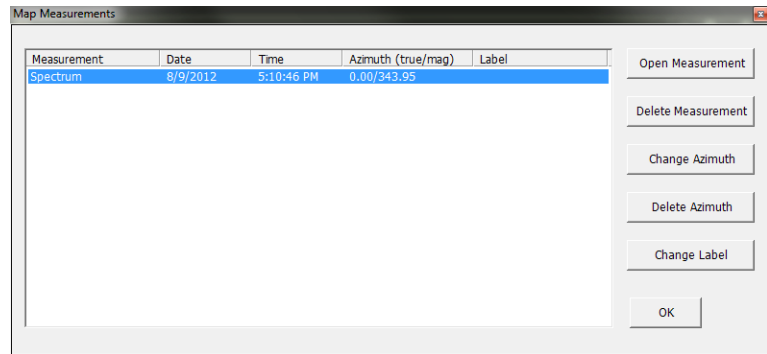 Map Measurements
Measurement Date Time Azimuth (true/mag) Label
Spectrum 8/9/2012 5:10:46 PM 0.00/343.95
Open Measurement
Delete Measurement
Change Azimuth
Delete Azimuth
Change Label
OK